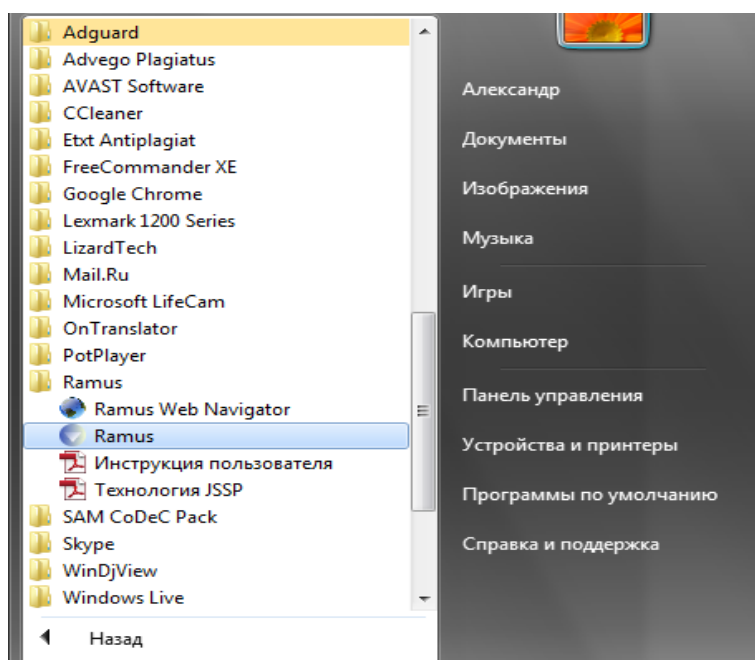 Adguard
Advego Plagiatus
AVAST Software
CCleaner
Etxt Antiplagiat
FreeCommander XE
Google Chrome
Lexmark 1200 Series
LizardTech
Mail.Ru
Microsoft LifeCam
OnTranslator
PotPlayer
Ramus
Ramus Web Navigator
Ramus
Инструкция пользователя
Технология JSSP
SAM CoDeC Pack
Skype
WinDjView
Windows Live
Назад
Александр
Документы
Изображения
Музыка
Игры
Компьютер
Панель управления
Устройства и принтеры
Программы по умолчанию
Справка и поддержка